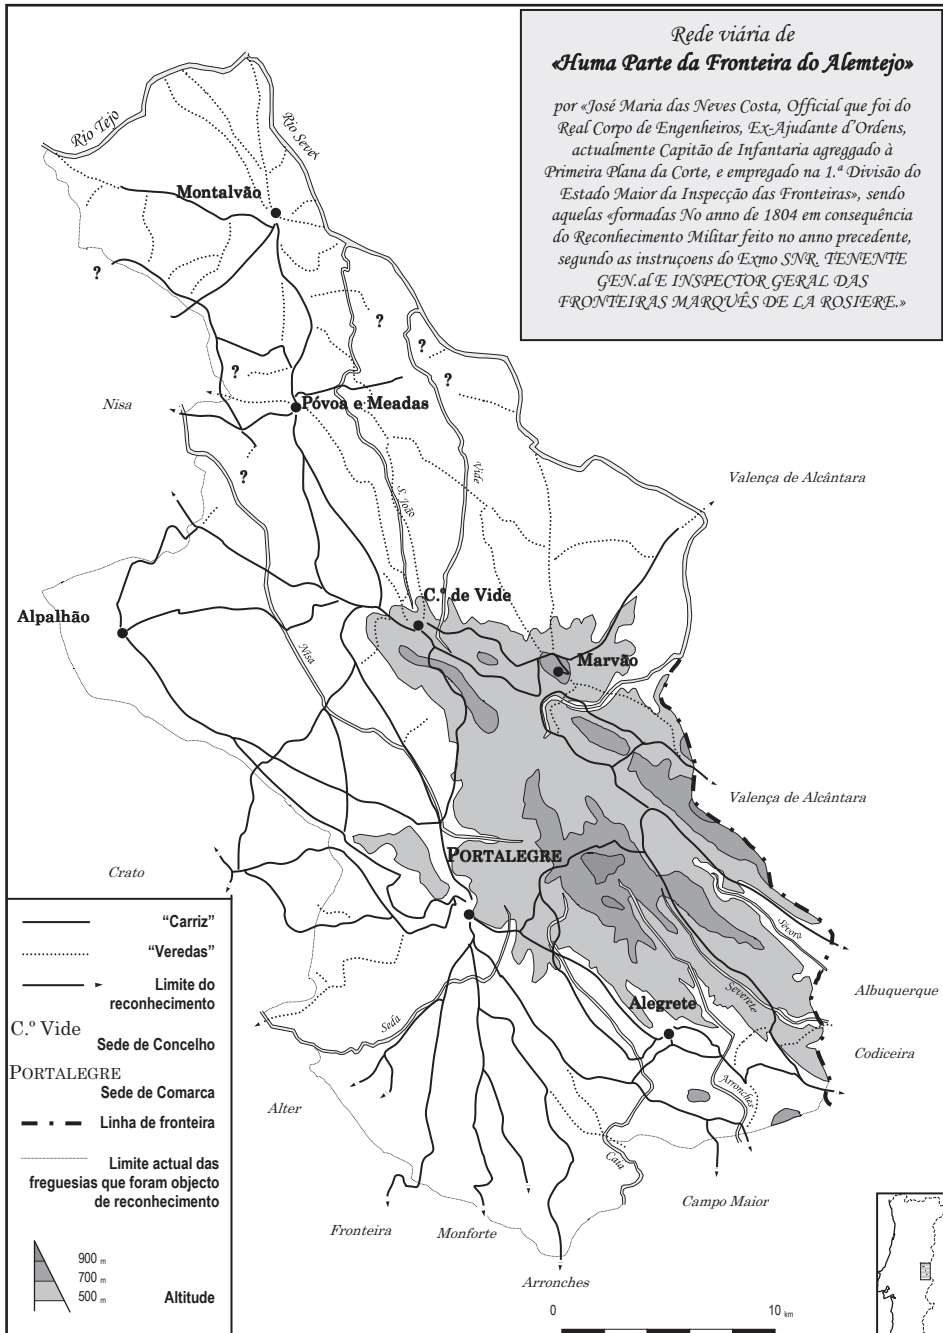 Rede viária de
«Huma Parte da Fronteira do Alemtejo»
por «José Maria das Neves Costa, Official que foi do
Real Corpo de Engenheiros, Ex-Ajudante d'Ordens,
actualmente Capitão de Infantaria agreggado à
Primeira Plana da Corte, e empregado na 1.ª Divisão do
Estado Maior da Inspecção das Fronteiras», sendo
aquelas «formadas No anno de 1804 em consequência
do Reconhecimento Militar feito no anno precedente,
segundo as instruçoens do Exmo SNR. TENENTE
GEN.al E INSPECTOR GERAL DAS
FRONTEIRAS MARQUÊS DE LA ROSIERE.»
Rio Tejo
Rio Sever
Montalvão
?
?
?
?
?
Nisa
Póvoa e Meadas
?
Vide
S. João
Valença de Alcântara
C.º de Vide
Alpalhão
Nisa
Marvão
Valença de Alcântara
PORTALEGRE
Crato
Severa
Albuquerque
Alegrete
Severete
Seda
Codiceira
Arronches
Alter
Caia
Campo Maior
Fronteira
Monforte
Arronches
"Carriz"
"Veredas"
Limite do
reconhecimento
C.º Vide
Sede de Concelho
PORTALEGRE
Sede de Comarca
Linha de fronteira
Limite actual das
freguesias que foram objecto
de reconhecimento
900 m
700 m
500 m
Altitude
0
10 km